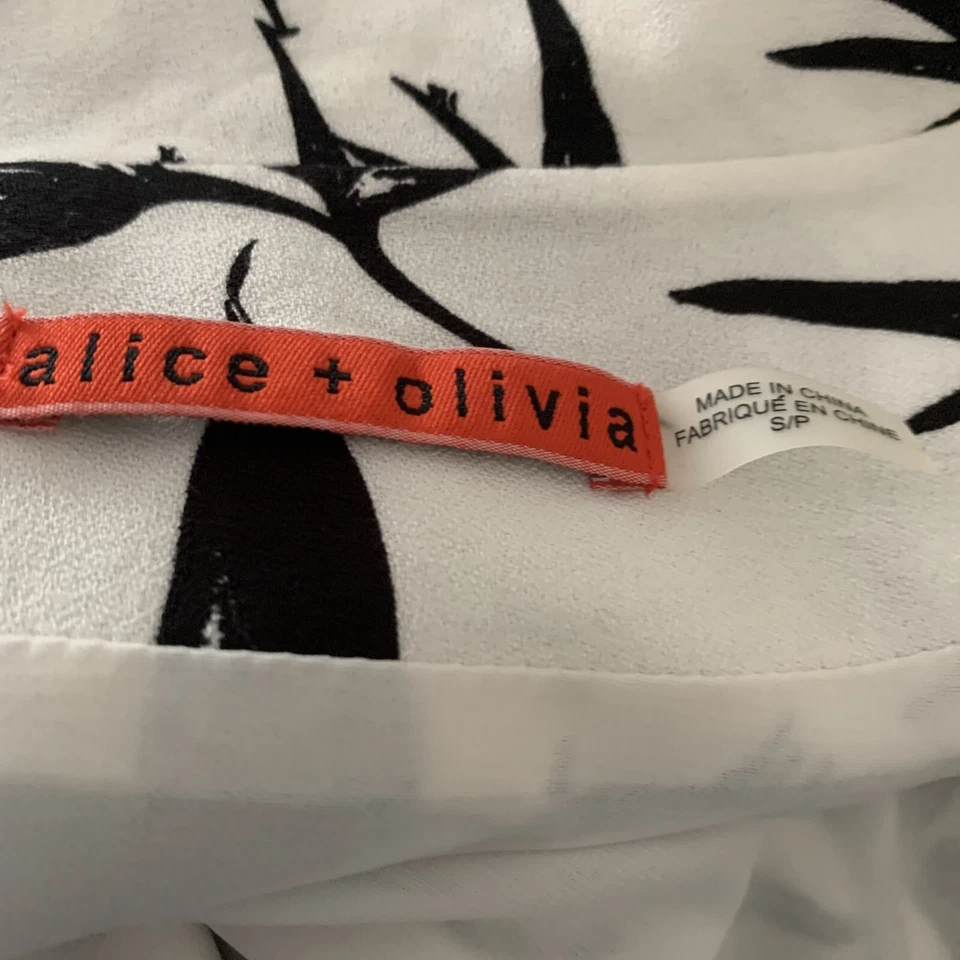 alice + olivia
MADE IN CHINA
FABRIQUÉ EN CHINE
S/P